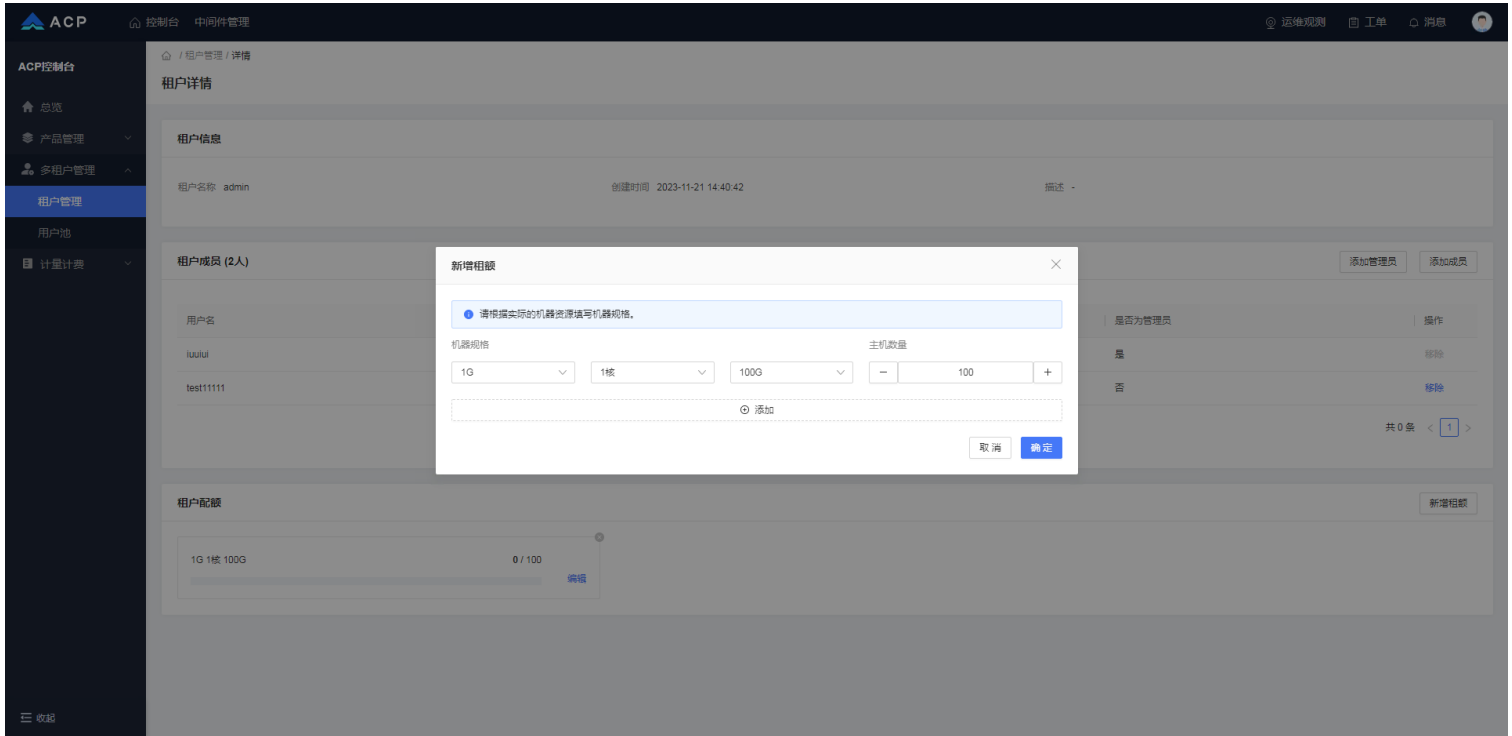 ACP 控制台 中间件管理 运维观测 工单 消息
ACP控制台
总览
产品管理
多租户管理
租户管理
用户池
计量计费
收起
/ 租户管理 / 详情
租户详情
租户信息
租户名称 admin 创建时间 2023-11-21 14:40:42 描述 -
租户成员 (2人) 添加管理员 添加成员
用户名 是否为管理员 操作
iuuiui 是 移除
test11111 否 移除
共 0 条 < 1 >
新增租额
请根据实际的机器资源填写机器规格。
机器规格 主机数量
1G 1核 100G − 100 +
添加
取 消 确 定
租户配额 新增租额
1G 1核 100G 0 / 100
编辑